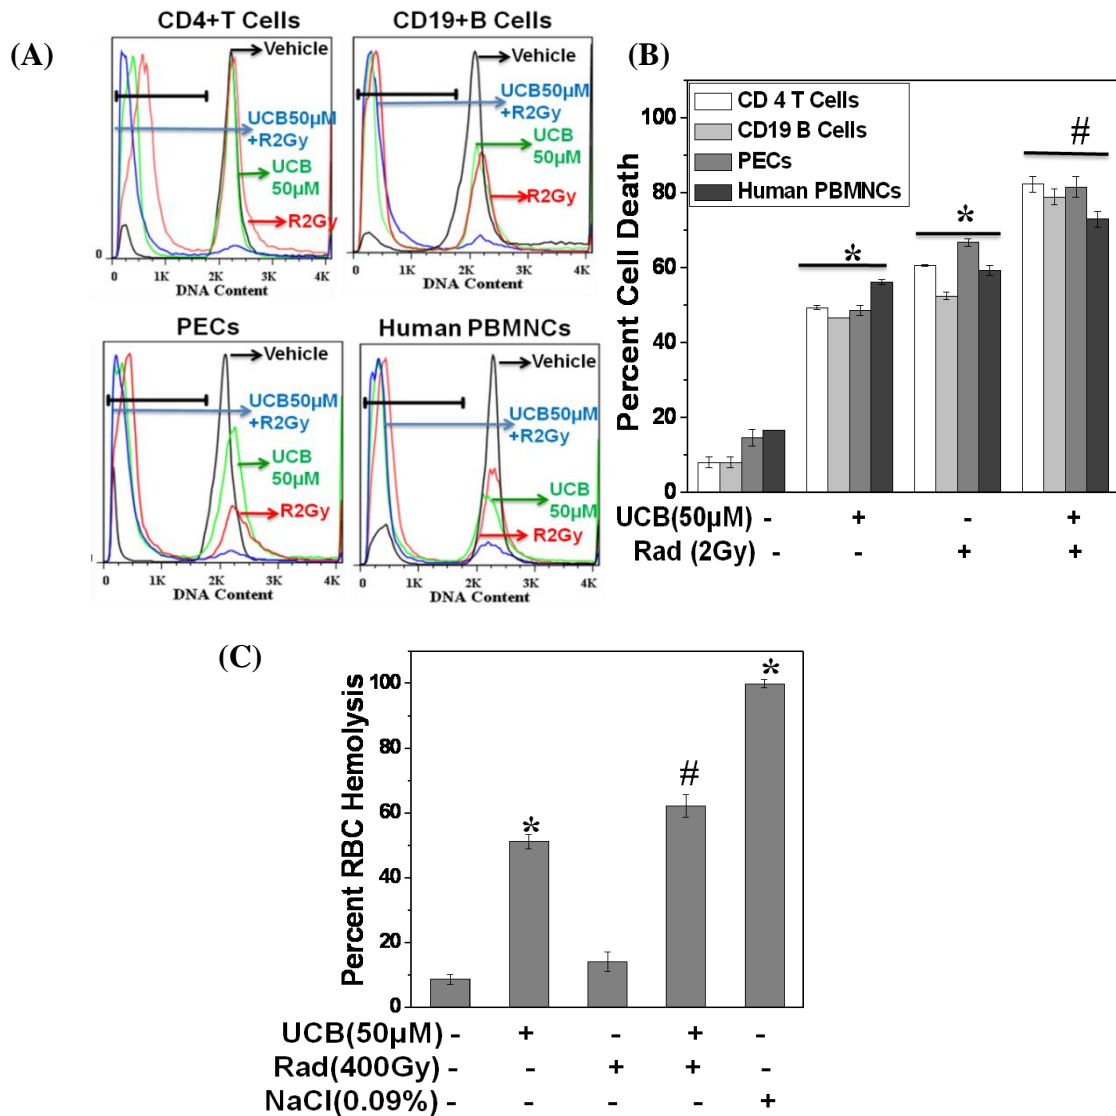 (A)
CD4+T Cells
Vehicle
UCB50µM
+R2Gy
UCB
50µM
R2Gy
0
0 1K 2K 3K 4K
DNA Content
CD19+B Cells
Vehicle
UCB50µM
+R2Gy
UCB
50µM
R2Gy
0 1K 2K 3K 4K
DNA Content
PECs
Vehicle
UCB50µM
+R2Gy
UCB
50µM
R2Gy
0 1K 2K 3K 4K
DNA Content
Human PBMNCs
Vehicle
UCB50µM
+R2Gy
UCB
50µM
R2Gy
0 1K 2K 3K 4K
DNA Content
(B)
Percent Cell Death
100
80
60
40
20
0
CD 4 T Cells
CD19 B Cells
PECs
Human PBMNCs
* * #
UCB(50µM) - + - +
Rad (2Gy) - - + +
(C)
Percent RBC Hemolysis
100
80
60
40
20
0
* # *
UCB(50µM) - + - + -
Rad(400Gy) - - + + -
NaCl(0.09%) - - - - +